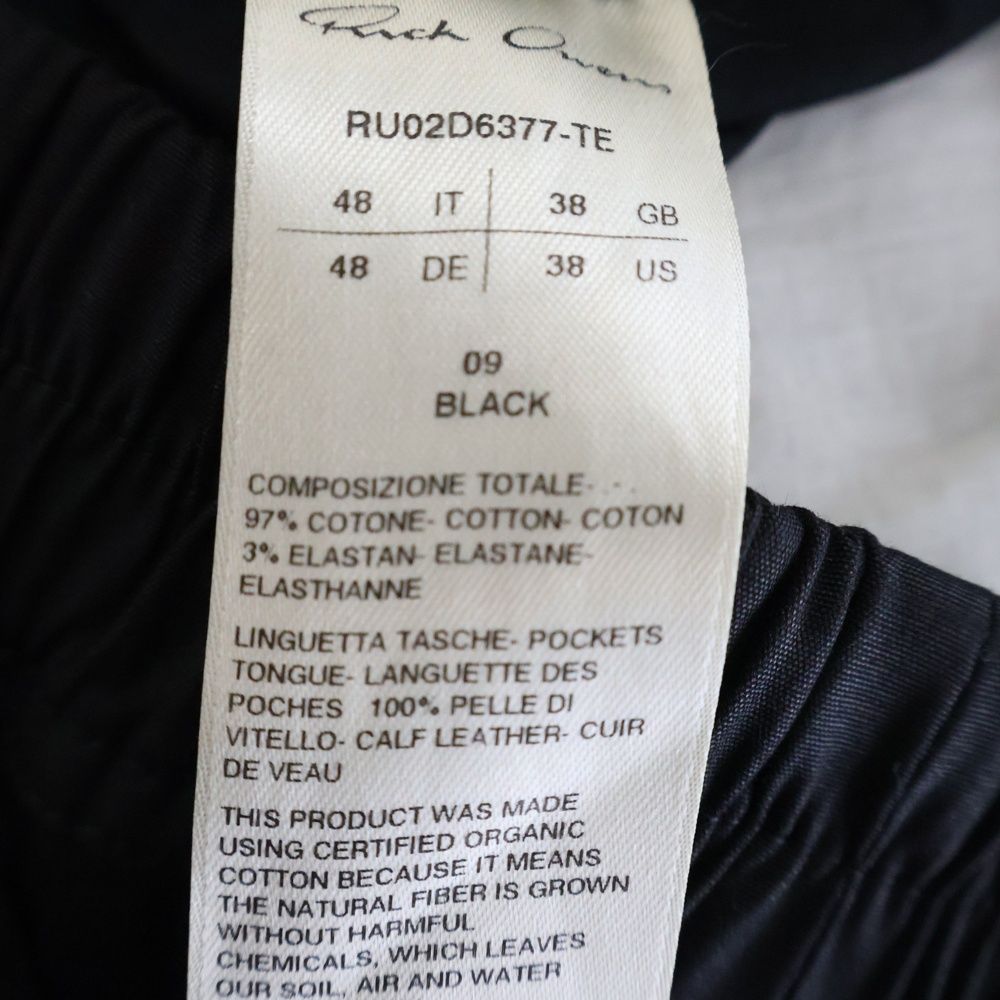 Rick Owens
RU02D6377-TE
48 IT 38 GB
48 DE 38 US
09
BLACK
COMPOSIZIONE TOTALE- - -
97% COTONE- COTTON- COTON
3% ELASTAN- ELASTANE-
ELASTHANNE
LINGUETTA TASCHE- POCKETS
TONGUE- LANGUETTE DES
POCHES 100% PELLE DI
VITELLO- CALF LEATHER- CUIR
DE VEAU
THIS PRODUCT WAS MADE
USING CERTIFIED ORGANIC
COTTON BECAUSE IT MEANS
THE NATURAL FIBER IS GROWN
WITHOUT HARMFUL
CHEMICALS, WHICH LEAVES
OUR SOIL, AIR AND WATER